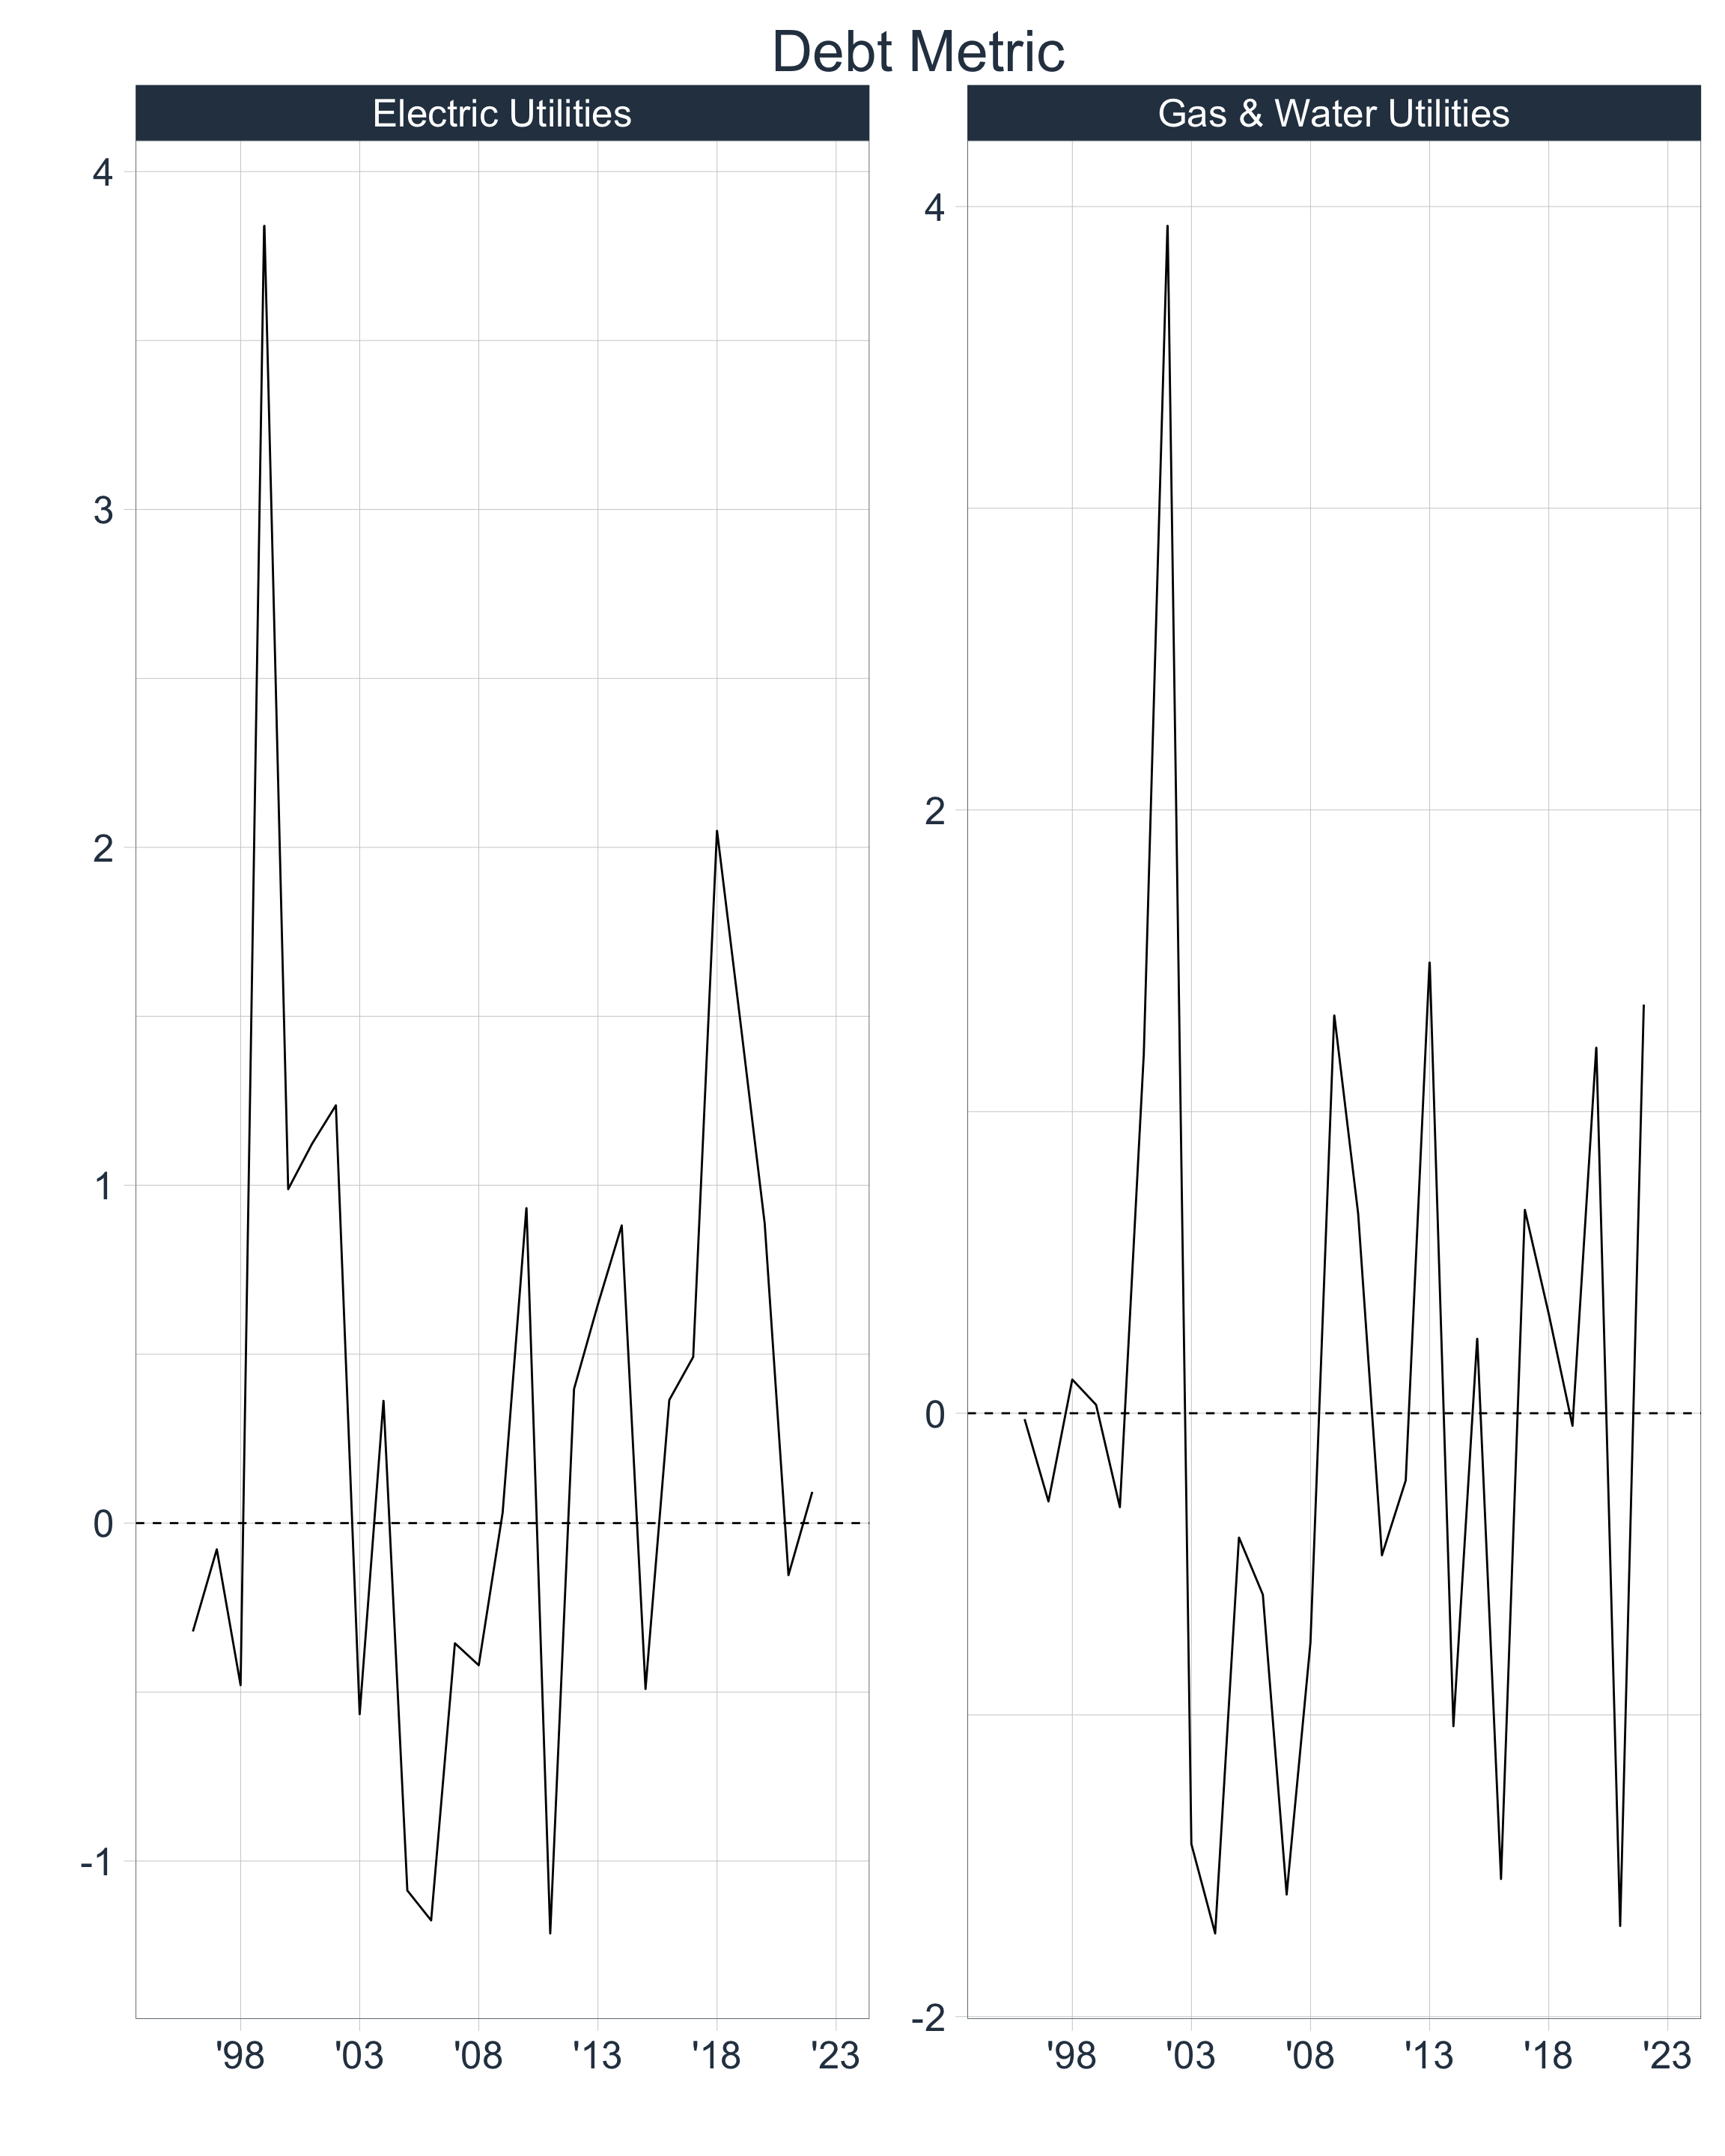 Debt Metric
Electric Utilities
Gas & Water Utilities
4
3
2
1
0
-1
4
2
0
-2
'98 '03 '08 '13 '18 '23
'98 '03 '08 '13 '18 '23